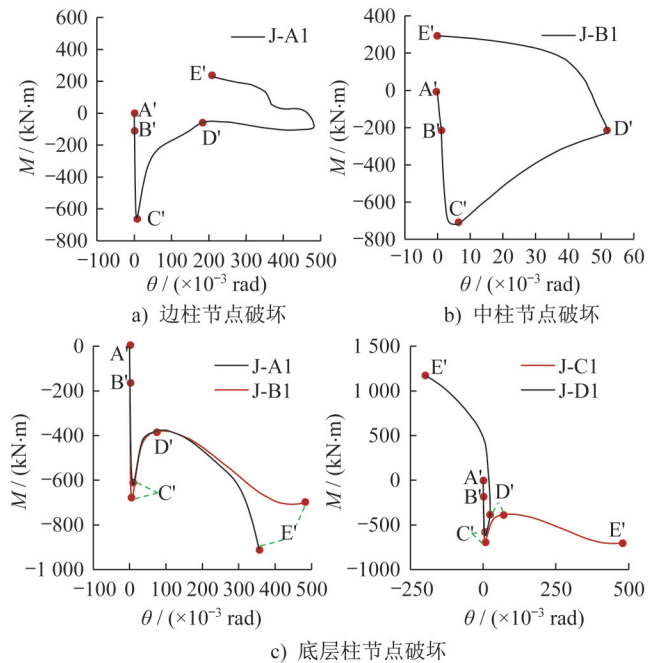 600
400
200
0
−200
−400
−600
−800
M / (kN·m)
J-A1
E'
A'
B'
D'
C'
−100 0 100 200 300 400 500
θ / (×10⁻³ rad)
a) 边柱节点破坏
400
200
0
−200
−400
−600
−800
M / (kN·m)
J-B1
E'
A'
B'
D'
C'
−10 0 10 20 30 40 50 60
θ / (×10⁻³ rad)
b) 中柱节点破坏
0
−200
−400
−600
−800
−1 000
M / (kN·m)
J-A1
J-B1
A'
B'
D'
C'
E'
−100 0 100 200 300 400 500
θ / (×10⁻³ rad)
1 500
1 000
500
0
−500
−1000
M / (kN·m)
J-C1
J-D1
E'
A'
B'
D'
C'
E'
−250 0 250 500
θ / (×10⁻³ rad)
c) 底层柱节点破坏